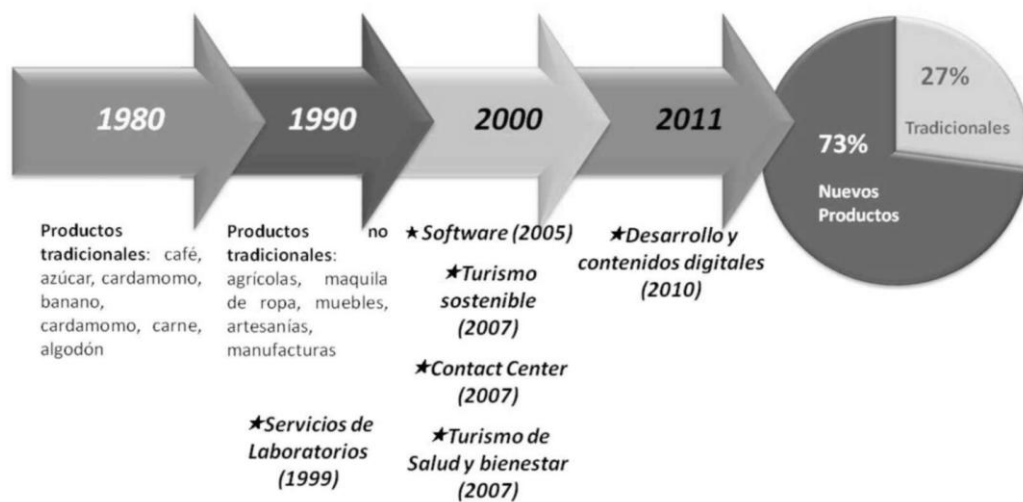 1980
1990
2000
2011
27%
Tradicionales
73%
Nuevos
Productos
Productos
tradicionales: café,
azúcar, cardamomo,
banano,
cardamomo, carne,
algodón
Productos no
tradicionales:
agrícolas, maquila
de ropa, muebles,
artesanías,
manufacturas
★Servicios de
Laboratorios
(1999)
★Software (2005)
★Turismo
sostenible
(2007)
★Contact Center
(2007)
★Turismo de
Salud y bienestar
(2007)
★Desarrollo y
contenidos digitales
(2010)